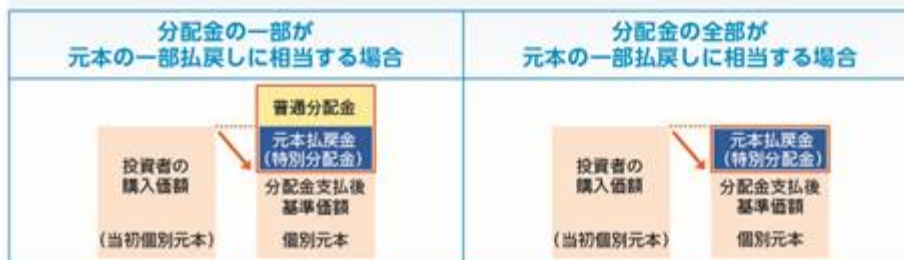 分配金の一部が
元本の一部払戻しに相当する場合
普通分配金
元本払戻金
(特別分配金)
投資者の
購入価額
(当初個別元本)
分配金支払後
基準価額
個別元本
分配金の全部が
元本の一部払戻しに相当する場合
元本払戻金
(特別分配金)
投資者の
購入価額
(当初個別元本)
分配金支払後
基準価額
個別元本